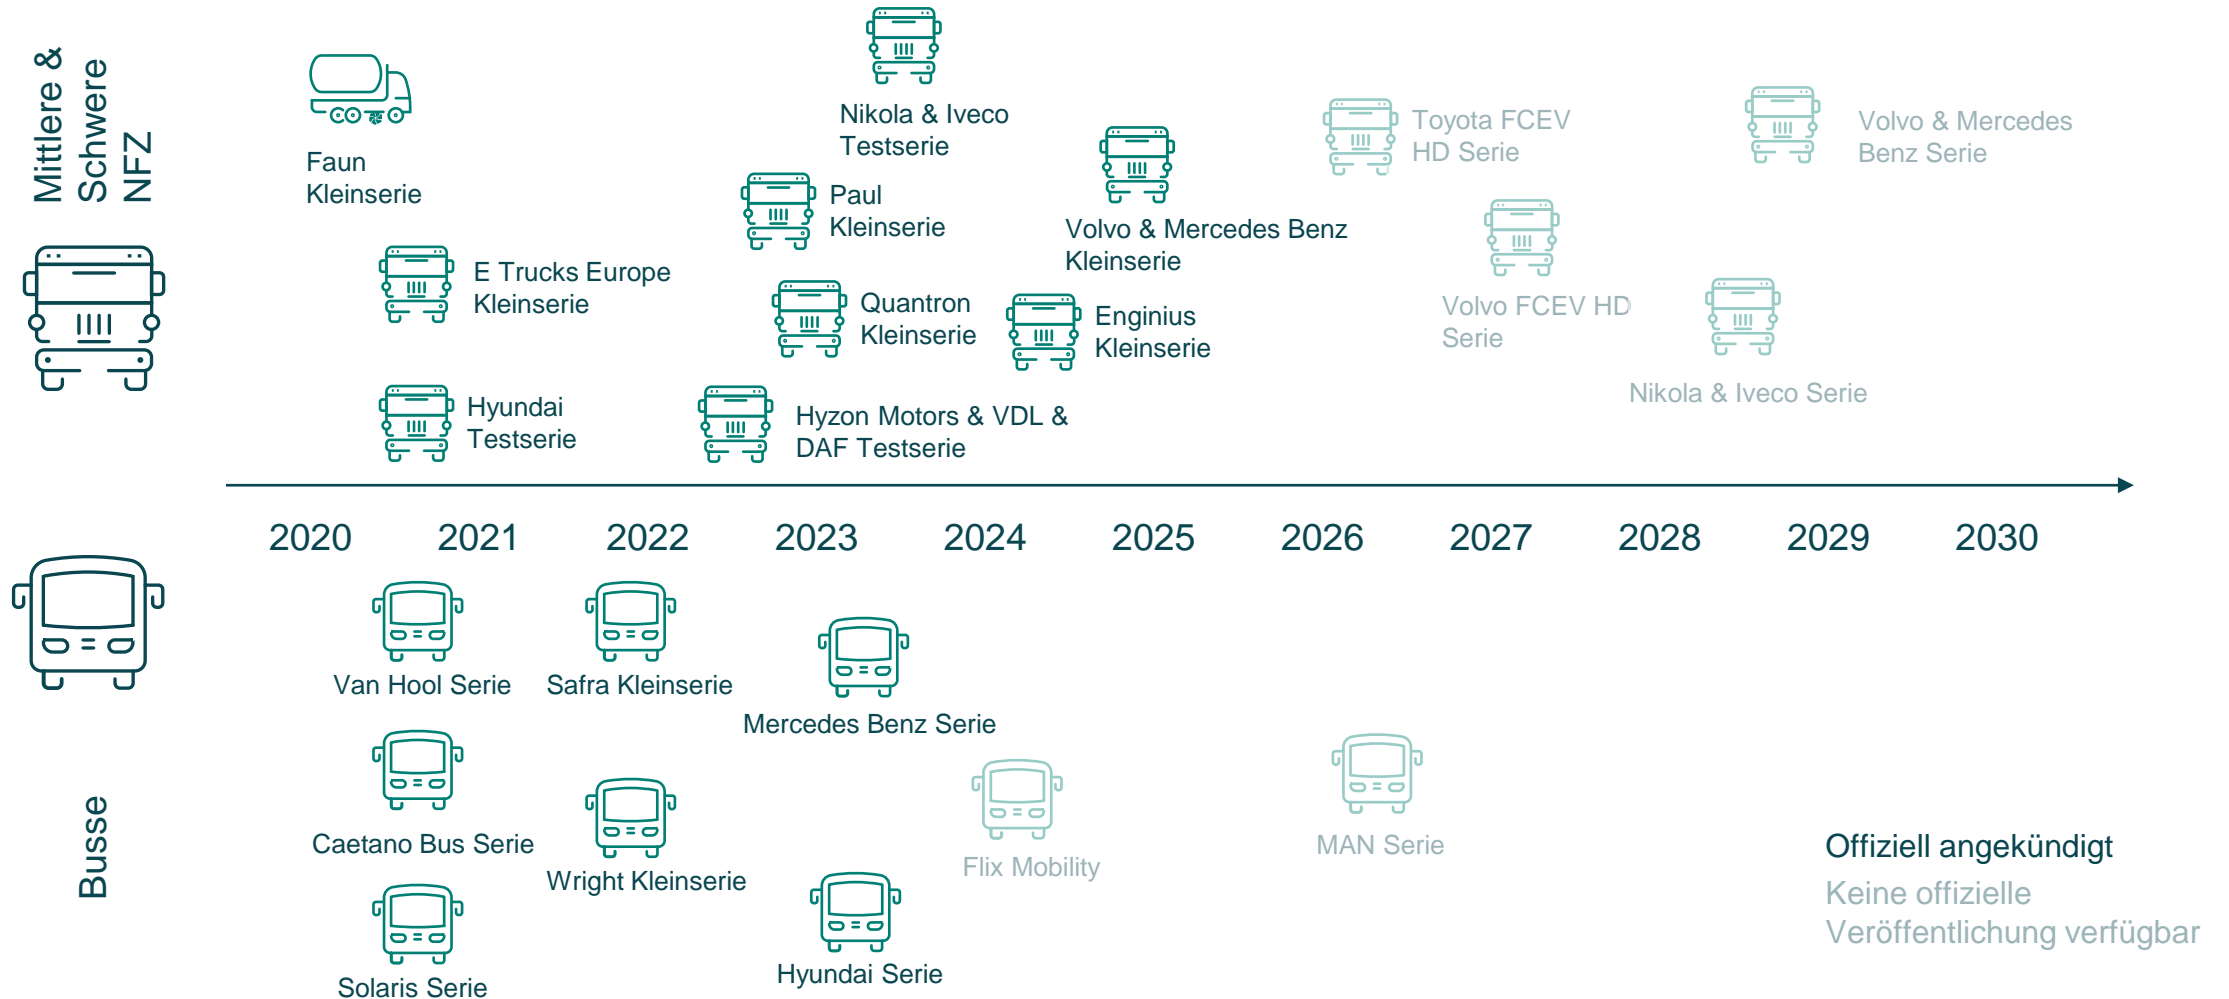 Mittlere &
Schwere
NFZ
Faun
Kleinserie
E Trucks Europe
Kleinserie
Hyundai
Testserie
Nikola & Iveco
Testserie
Paul
Kleinserie
Quantron
Kleinserie
Hyzon Motors & VDL &
DAF Testserie
Volvo & Mercedes Benz
Kleinserie
Enginius
Kleinserie
Toyota FCEV
HD Serie
Volvo FCEV HD
Serie
Volvo & Mercedes
Benz Serie
Nikola & Iveco Serie
2020 2021 2022 2023 2024 2025 2026 2027 2028 2029 2030
Busse
Van Hool Serie
Caetano Bus Serie
Solaris Serie
Safra Kleinserie
Wright Kleinserie
Mercedes Benz Serie
Hyundai Serie
Flix Mobility
MAN Serie
Offiziell angekündigt
Keine offizielle
Veröffentlichung verfügbar